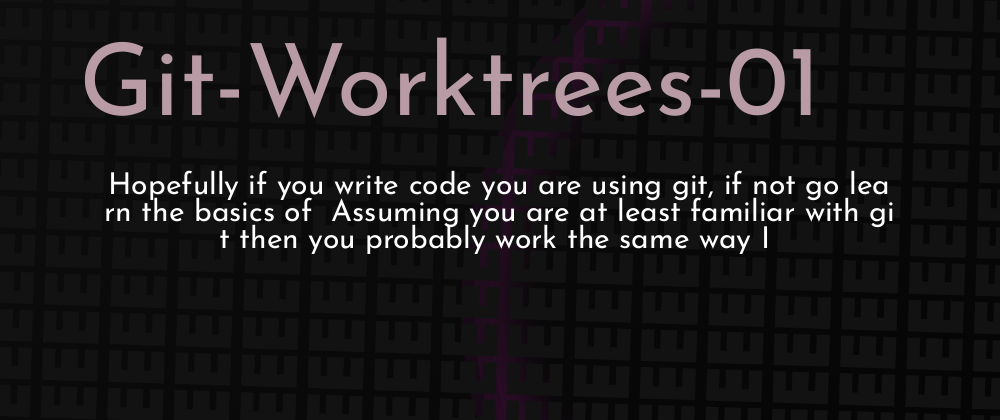 Git-Worktrees-01
Hopefully if you write code you are using git, if not go lea
rn the basics of  Assuming you are at least familiar with gi
t then you probably work the same way I